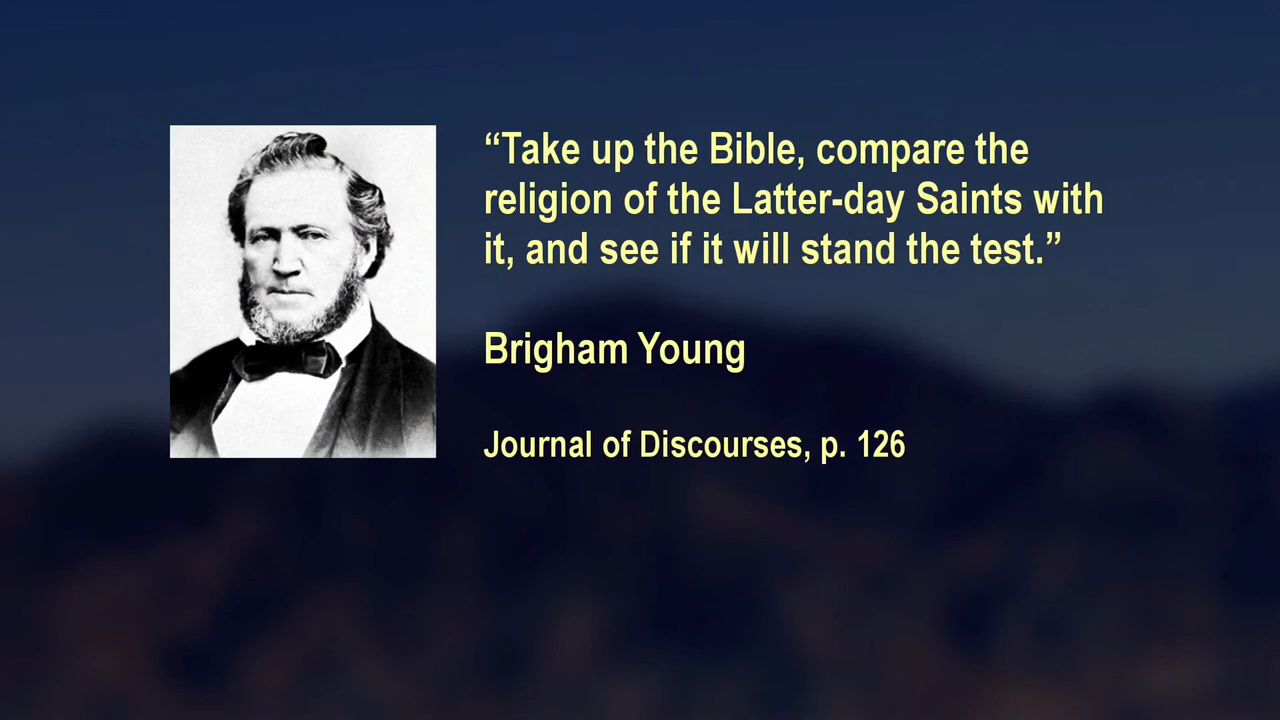 “Take up the Bible, compare the
religion of the Latter-day Saints with
it, and see if it will stand the test.”
Brigham Young
Journal of Discourses, p. 126